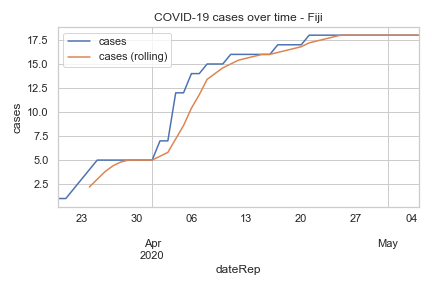 COVID-19 cases over time - Fiji
cases
cases (rolling)
17.5
15.0
12.5
10.0
7.5
5.0
2.5
cases
23 30 06 13 20 27 04
Apr May
2020
dateRep